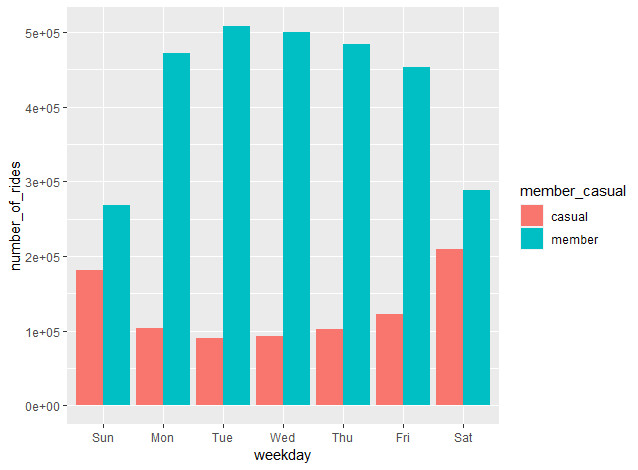 number_of_rides
5e+05
4e+05
3e+05
2e+05
1e+05
0e+00
Sun Mon Tue Wed Thu Fri Sat
weekday
member_casual
casual
member